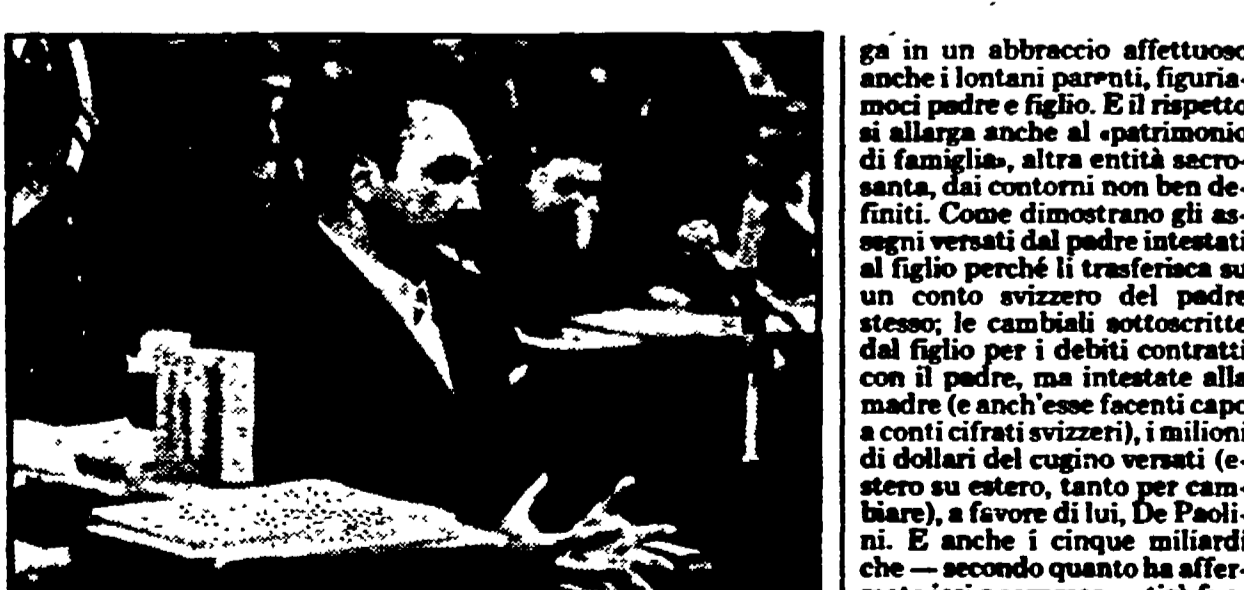 ga in un abbraccio affettuoso
anche i lontani parenti, figuria-
moci padre e figlio. E il rispetto
si allarga anche al «patrimonio
di famiglia», altra entità sacro-
santa, dai contorni non ben de-
finiti. Come dimostrano gli as-
segni versati dal padre intestati
al figlio perché li trasferisca su
un conto svizzero del padre
stesso; le cambiali sottoscritte
dal figlio per i debiti contratti
con il padre, ma intestate alla
madre (e anch'esse facenti capo
a conti cifrati svizzeri), i milioni
di dollari del cugino versati (e-
stero su estero, tanto per cam-
biare), a favore di lui, De Paoli-
ni. E anche i cinque miliardi
che — secondo quanto ha affer-